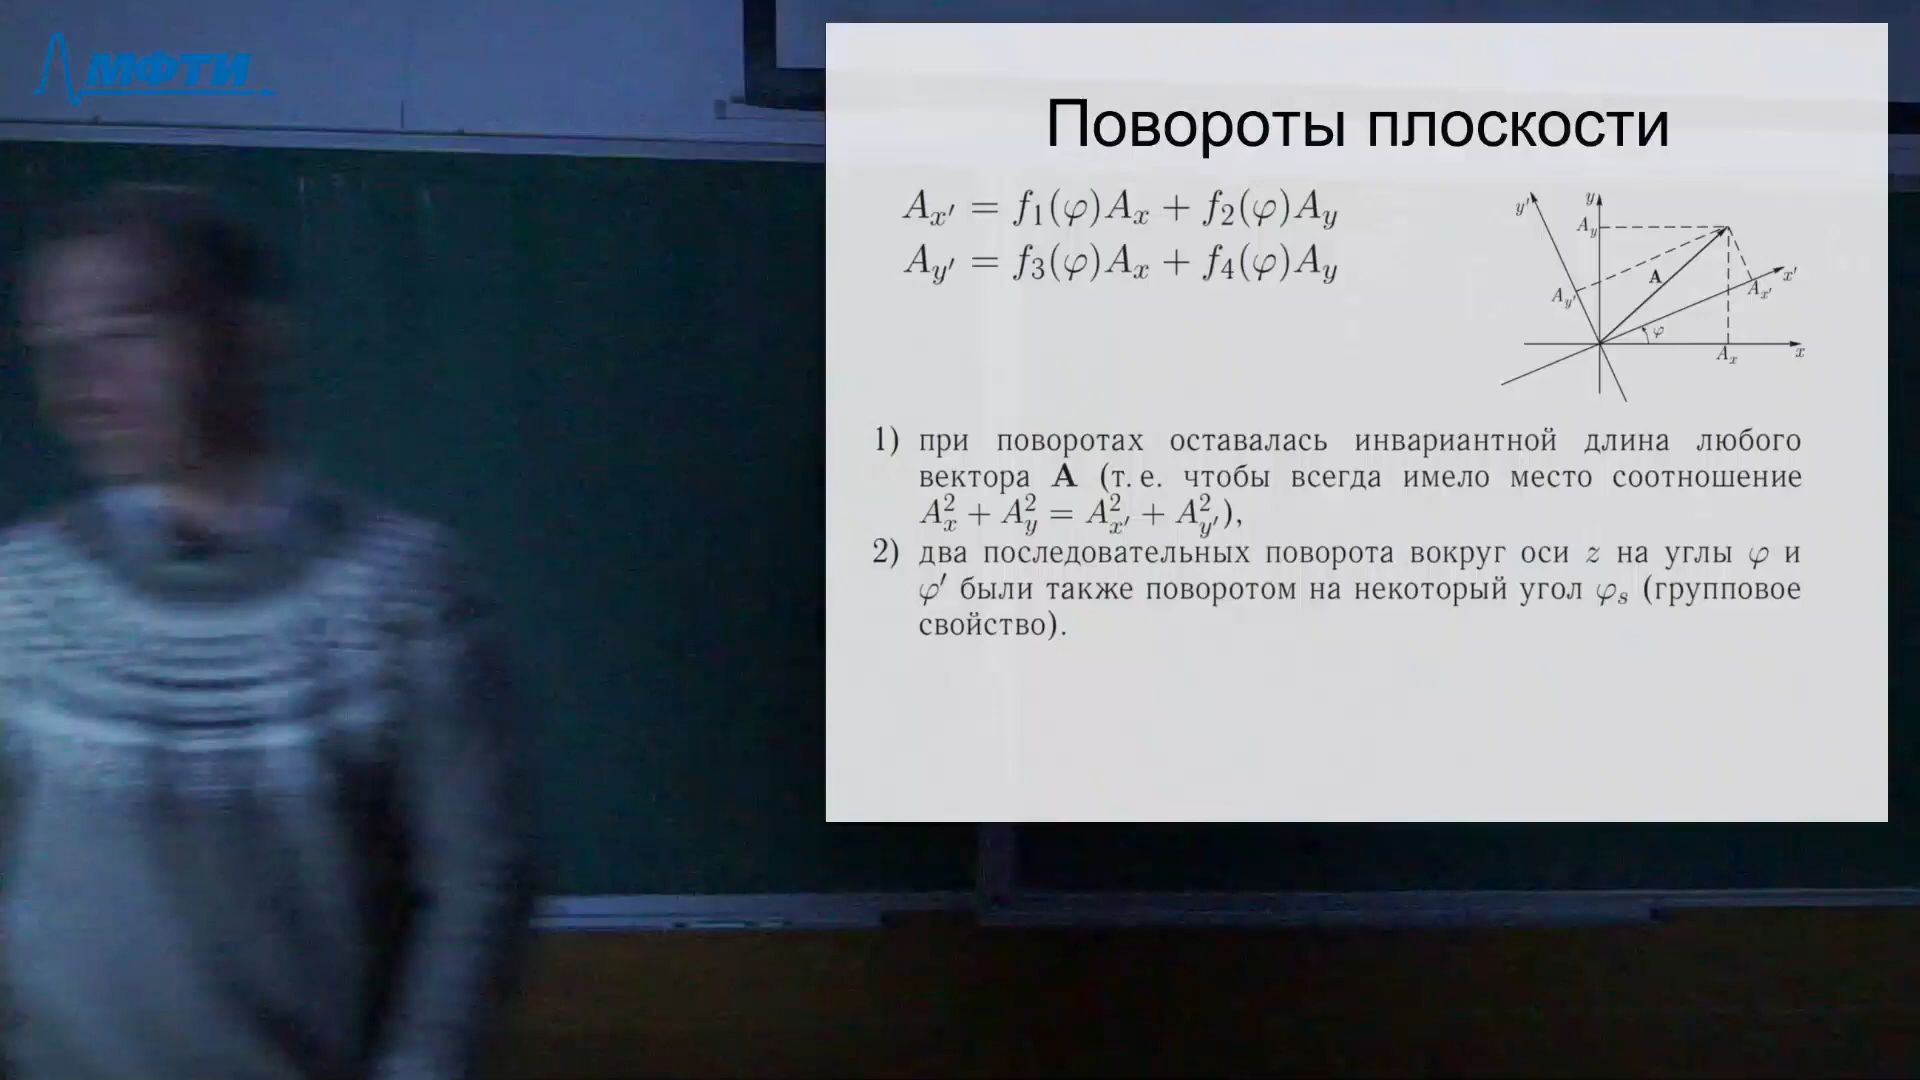 МФТИ
Повороты плоскости
A_{x'} = f_1(φ)A_x + f_2(φ)A_y
A_{y'} = f_3(φ)A_x + f_4(φ)A_y
y'
y
A_y
A
x'
A_{y'}
A_{x'}
φ
A_x
x
1) при поворотах оставалась инвариантной длина любого
вектора A (т. е. чтобы всегда имело место соотношение
A_x^2 + A_y^2 = A_{x'}^2 + A_{y'}^2),
2) два последовательных поворота вокруг оси z на углы φ и
φ' были также поворотом на некоторый угол φ_s (групповое
свойство).